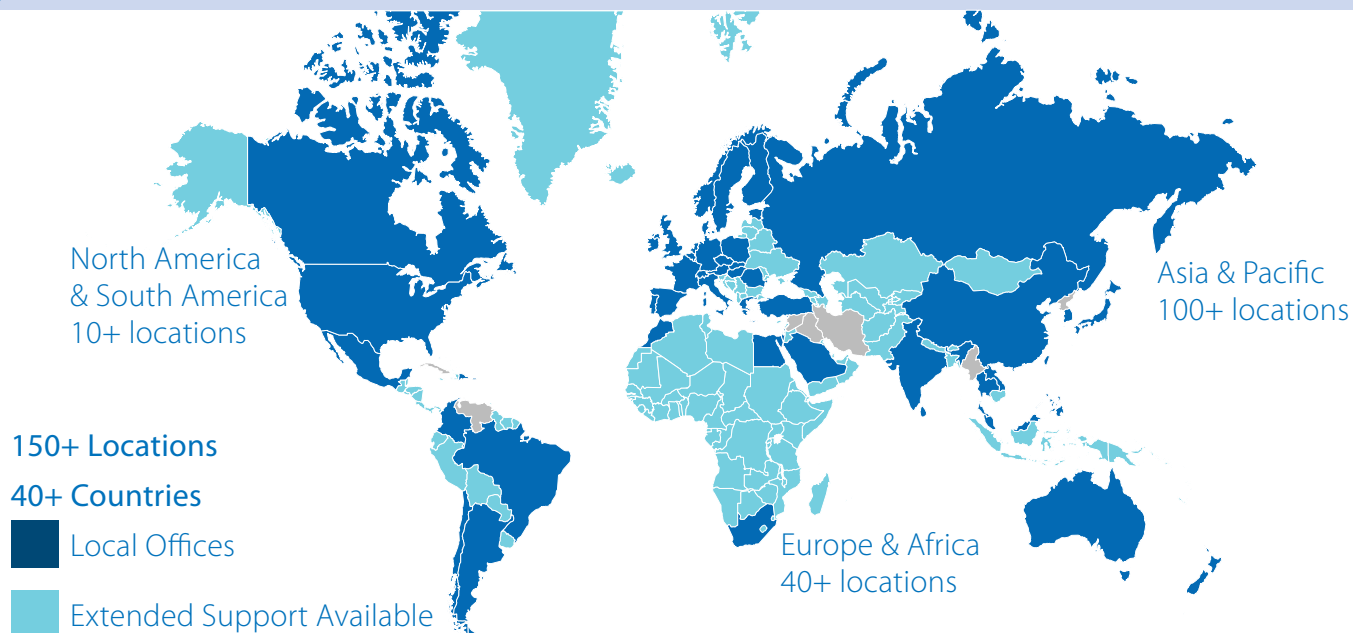 North America
& South America
10+ locations
Asia & Pacific
100+ locations
150+ Locations
40+ Countries
Local Offices
Extended Support Available
Europe & Africa
40+ locations